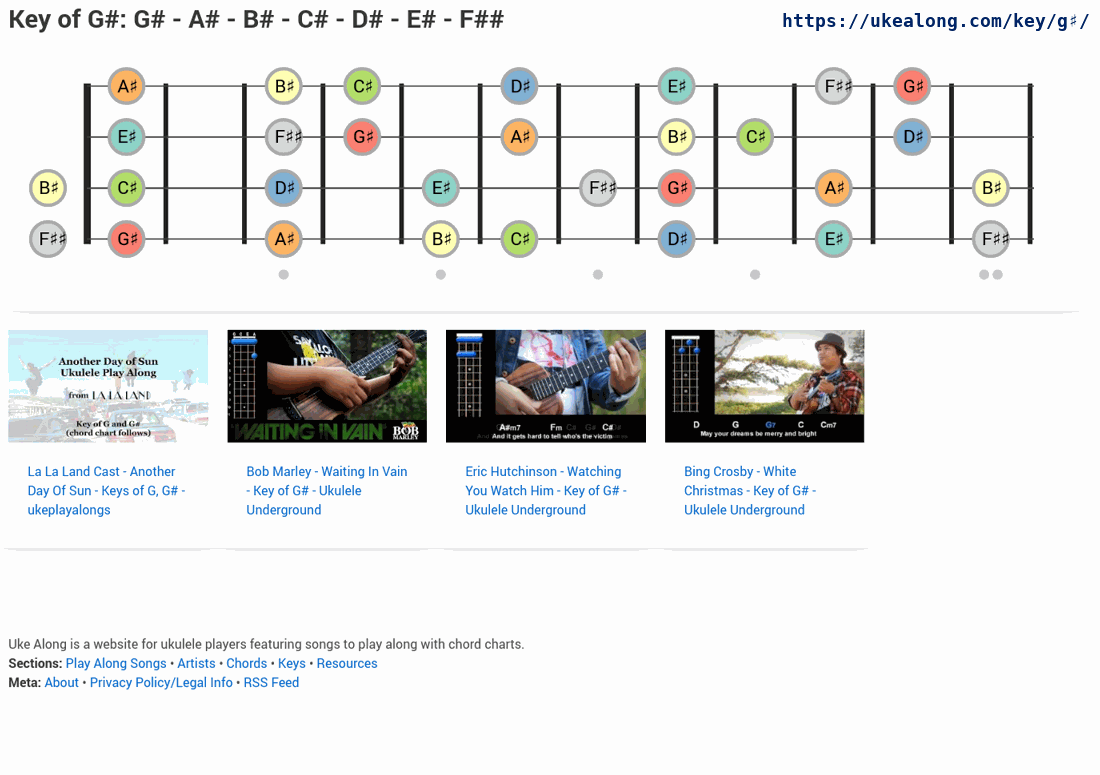 Key of G#: G# - A# - B# - C# - D# - E# - F##
https://ukealong.com/key/g♯/
A♯ B♯ C♯ D♯ E♯ F♯♯ G♯
E♯ F♯♯ G♯ A♯ B♯ C♯ D♯
B♯ C♯ D♯ E♯ F♯♯ G♯ A♯ B♯
F♯♯ G♯ A♯ B♯ C♯ D♯ E♯ F♯♯
Another Day of Sun
Ukulele Play Along
from LA LA LAND
Key of G and G#
(chord chart follows)
WAITING IN VAIN
BOB
MARLEY
A#m7 Fm C# G# C#
And it gets hard to tell who's the victim
D G G7 C Cm7
May your dreams be merry and bright
La La Land Cast - Another
Day Of Sun - Keys of G, G# -
ukeplayalongs
Bob Marley - Waiting In Vain
- Key of G# - Ukulele
Underground
Eric Hutchinson - Watching
You Watch Him - Key of G# -
Ukulele Underground
Bing Crosby - White
Christmas - Key of G# -
Ukulele Underground
Uke Along is a website for ukulele players featuring songs to play along with chord charts.
Sections: Play Along Songs • Artists • Chords • Keys • Resources
Meta: About • Privacy Policy/Legal Info • RSS Feed